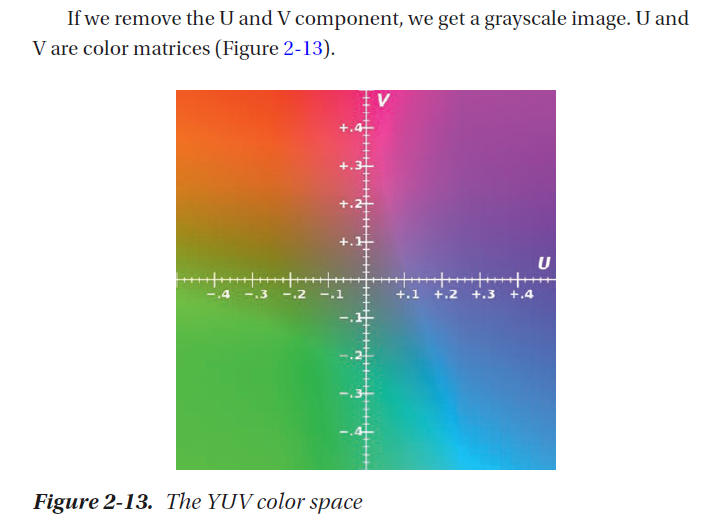 If we remove the U and V component, we get a grayscale image. U and
V are color matrices (Figure 2-13).
V
+.4
+.3
+.2
+.1
U
-.4 -.3 -.2 -.1 +.1 +.2 +.3 +.4
-.1
-.2
-.3
-.4
Figure 2-13. The YUV color space